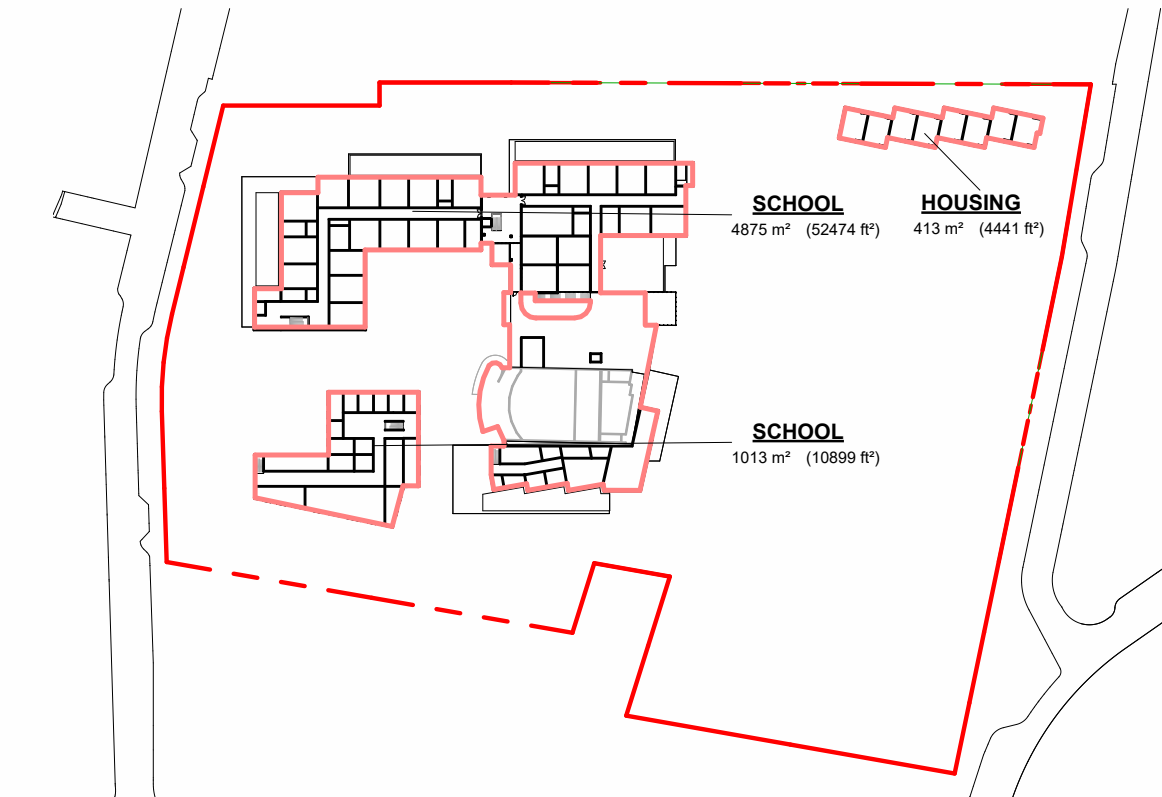 SCHOOL
4875 m² (52474 ft²)
HOUSING
413 m² (4441 ft²)
SCHOOL
1013 m² (10899 ft²)